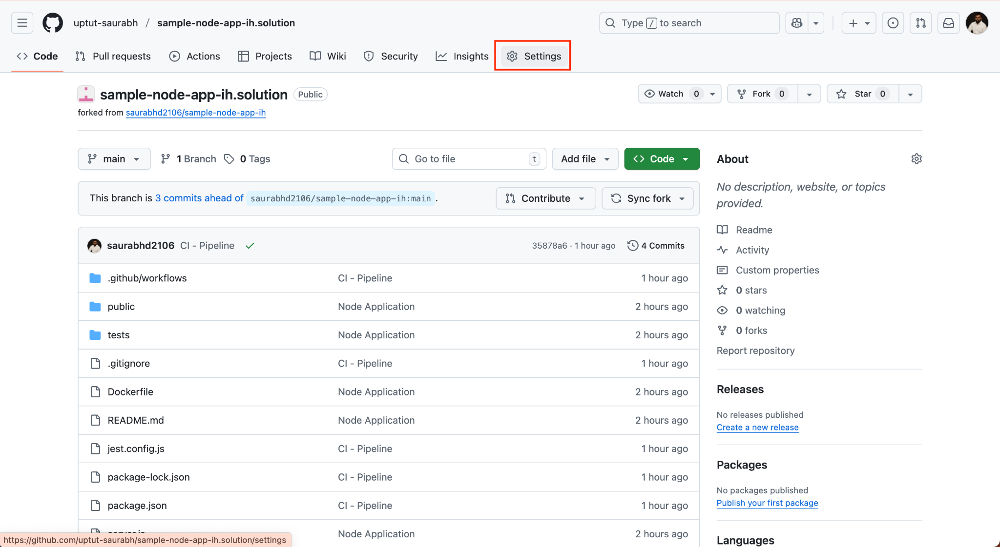 uptut-saurabh / sample-node-app-ih.solution
Type / to search
Code Pull requests Actions Projects Wiki Security Insights Settings
sample-node-app-ih.solution Public
Watch 0 Fork 0 Star 0
forked from saurabhd2106/sample-node-app-ih
main 1 Branch 0 Tags Go to file t Add file Code
This branch is 3 commits ahead of saurabhd2106/sample-node-app-ih:main .
Contribute Sync fork
saurabhd2106 CI - Pipeline 35878a6 · 1 hour ago 4 Commits
.github/workflows CI - Pipeline 1 hour ago
public Node Application 2 hours ago
tests Node Application 2 hours ago
.gitignore CI - Pipeline 1 hour ago
Dockerfile Node Application 2 hours ago
README.md Node Application 2 hours ago
jest.config.js CI - Pipeline 1 hour ago
package-lock.json CI - Pipeline 1 hour ago
package.json CI - Pipeline 1 hour ago
Node Application 2 hours ago
About
No description, website, or topics
provided.
Readme
Activity
Custom properties
0 stars
0 watching
0 forks
Report repository
Releases
No releases published
Create a new release
Packages
No packages published
Publish your first package
Languages
https://github.com/uptut-saurabh/sample-node-app-ih.solution/settings